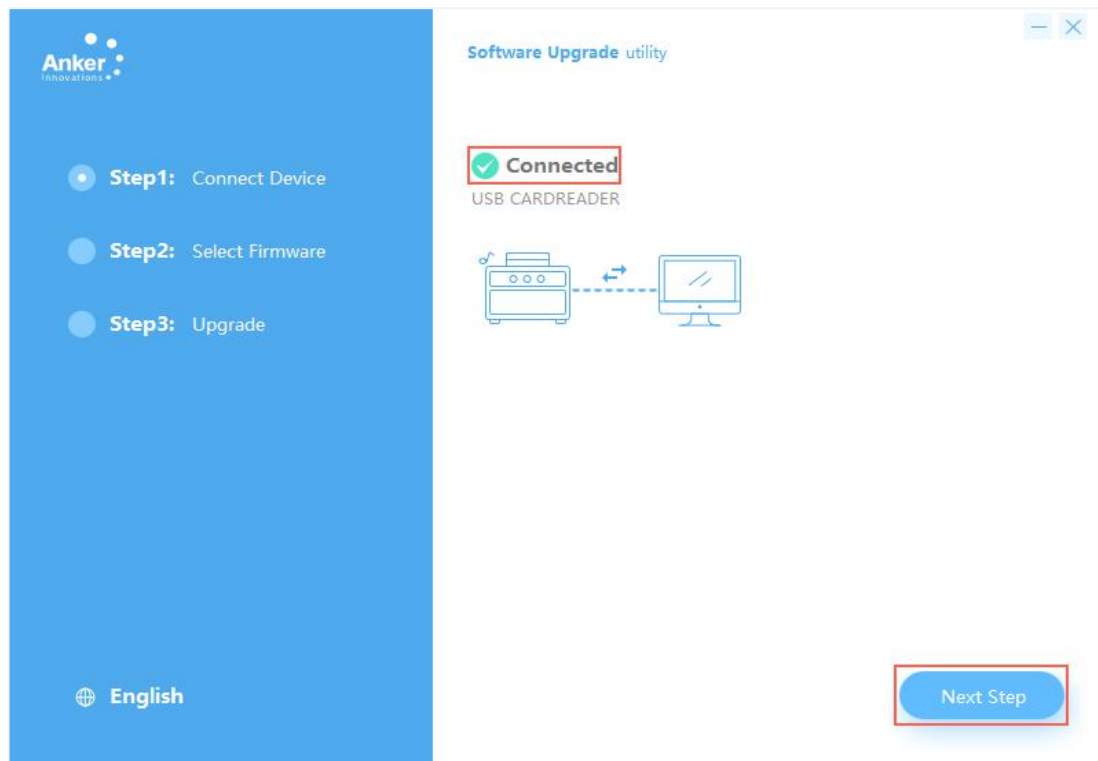 Anker
Innovations
Software Upgrade utility
Step1: Connect Device
Step2: Select Firmware
Step3: Upgrade
Connected
USB CARDREADER
English
Next Step